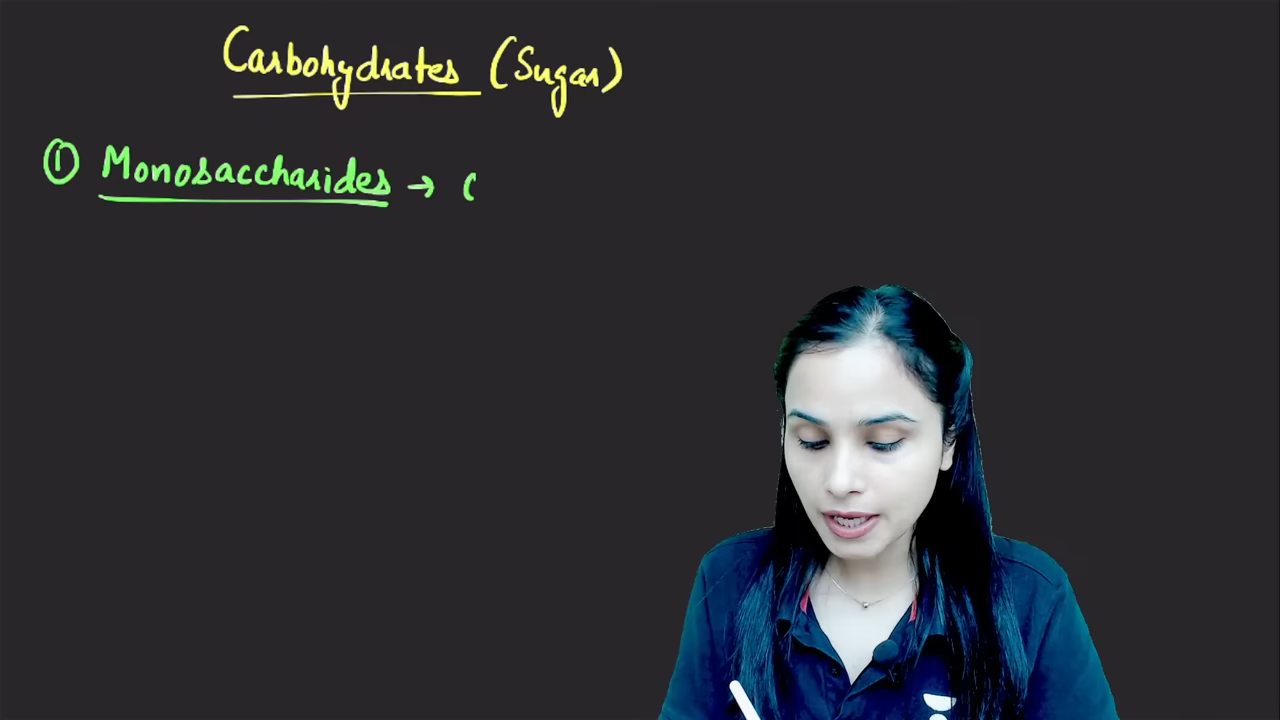 Carbohydrates (Sugar)
① Monosaccharides → C